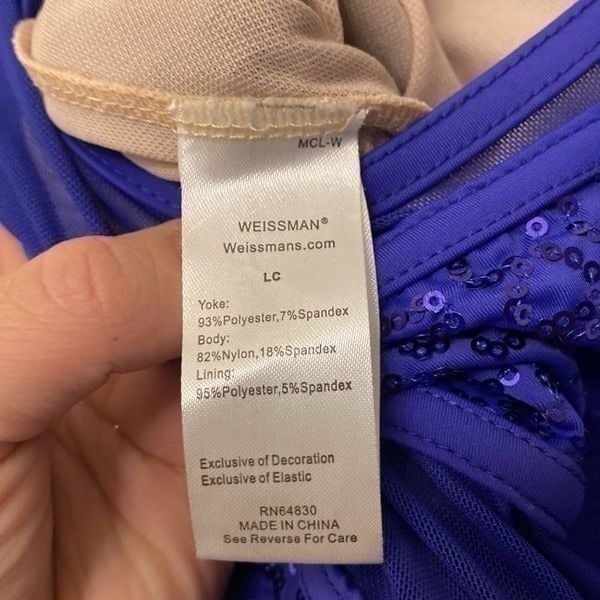 MCL-W
WEISSMAN®
Weissmans.com
LC
Yoke:
93%Polyester,7%Spandex
Body:
82%Nylon,18%Spandex
Lining:
95%Polyester,5%Spandex
Exclusive of Decoration
Exclusive of Elastic
RN64830
MADE IN CHINA
See Reverse For Care